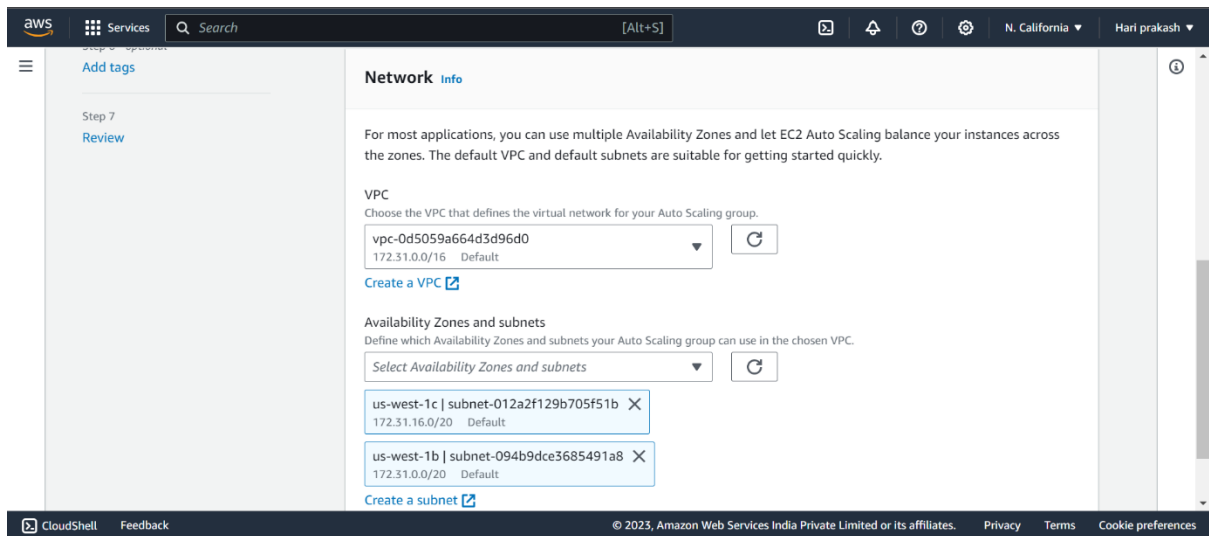 aws
Services
Search
[Alt+S]
N. California
Hari prakash
Add tags
Step 7
Review
Network Info
For most applications, you can use multiple Availability Zones and let EC2 Auto Scaling balance your instances across
the zones. The default VPC and default subnets are suitable for getting started quickly.
VPC
Choose the VPC that defines the virtual network for your Auto Scaling group.
vpc-0d5059a664d3d96d0
172.31.0.0/16 Default
Create a VPC
Availability Zones and subnets
Define which Availability Zones and subnets your Auto Scaling group can use in the chosen VPC.
Select Availability Zones and subnets
us-west-1c | subnet-012a2f129b705f51b
172.31.16.0/20 Default
us-west-1b | subnet-094b9dce3685491a8
172.31.0.0/20 Default
Create a subnet
CloudShell Feedback
© 2023, Amazon Web Services India Private Limited or its affiliates. Privacy Terms Cookie preferences